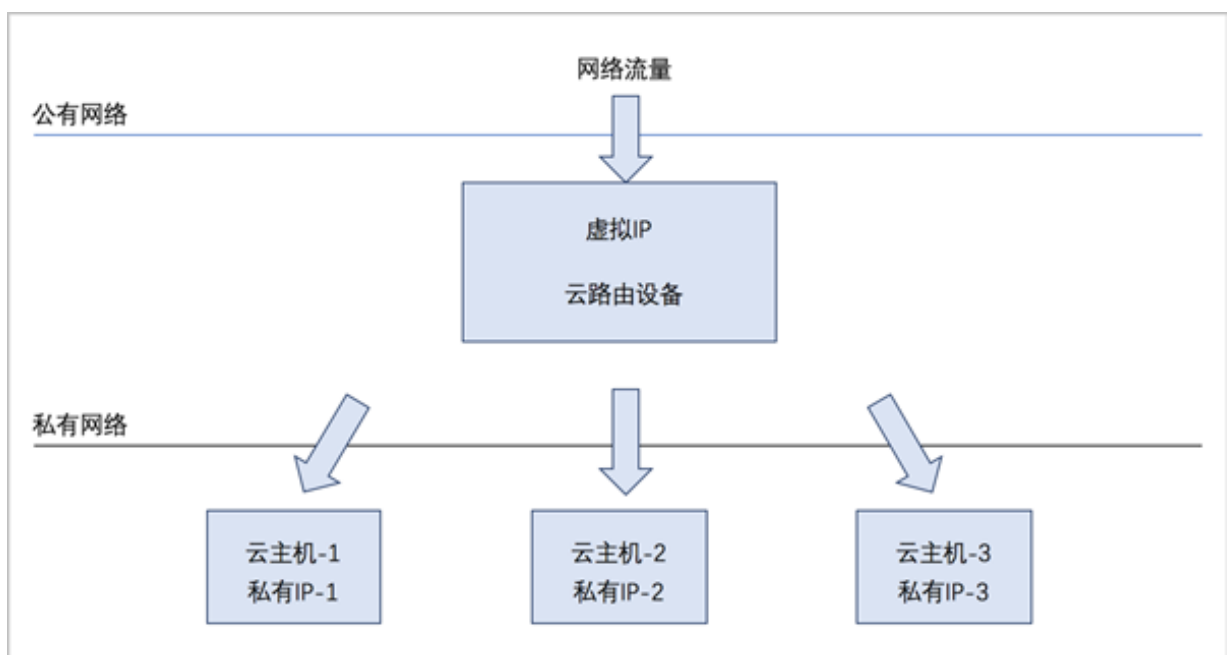 网络流量
公有网络
虚拟IP
云路由设备
私有网络
云主机-1
私有IP-1
云主机-2
私有IP-2
云主机-3
私有IP-3